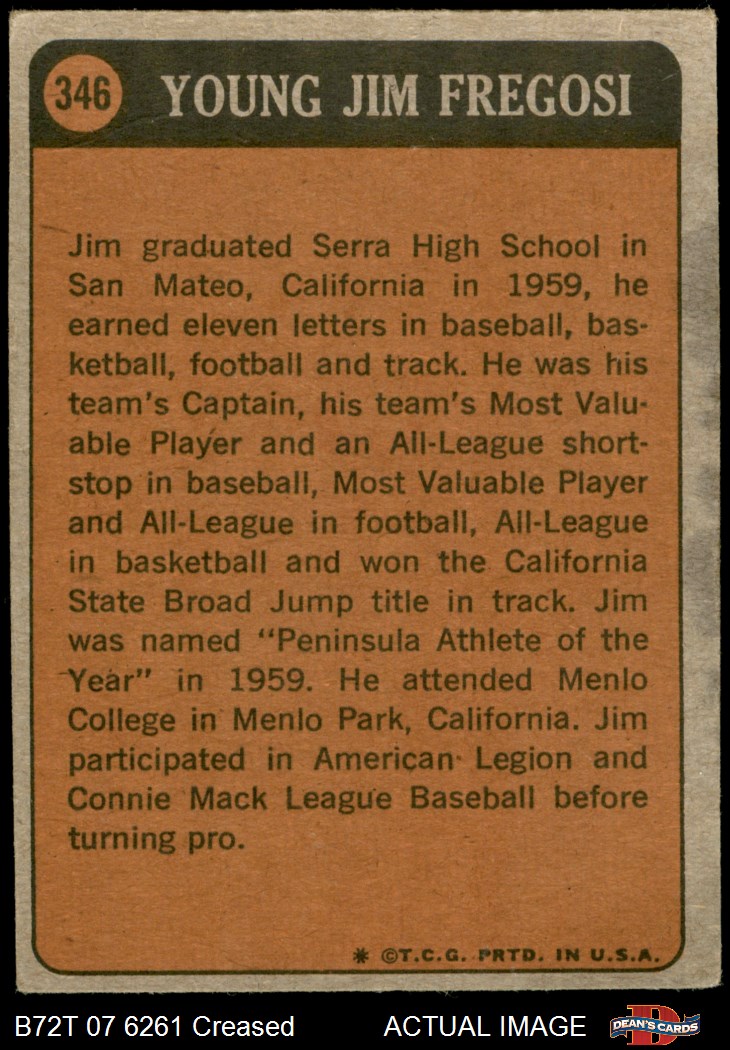 346 YOUNG JIM FREGOSI
Jim graduated Serra High School in
San Mateo, California in 1959, he
earned eleven letters in baseball, bas-
ketball, football and track. He was his
team's Captain, his team's Most Valu-
able Player and an All-League short-
stop in baseball, Most Valuable Player
and All-League in football, All-League
in basketball and won the California
State Broad Jump title in track. Jim
was named "Peninsula Athlete of the
Year" in 1959. He attended Menlo
College in Menlo Park, California. Jim
participated in American Legion and
Connie Mack League Baseball before
turning pro.
* ©T.C.G. PRTD. IN U.S.A.
B72T 07 6261 Creased ACTUAL IMAGE DEAN'S CARDS